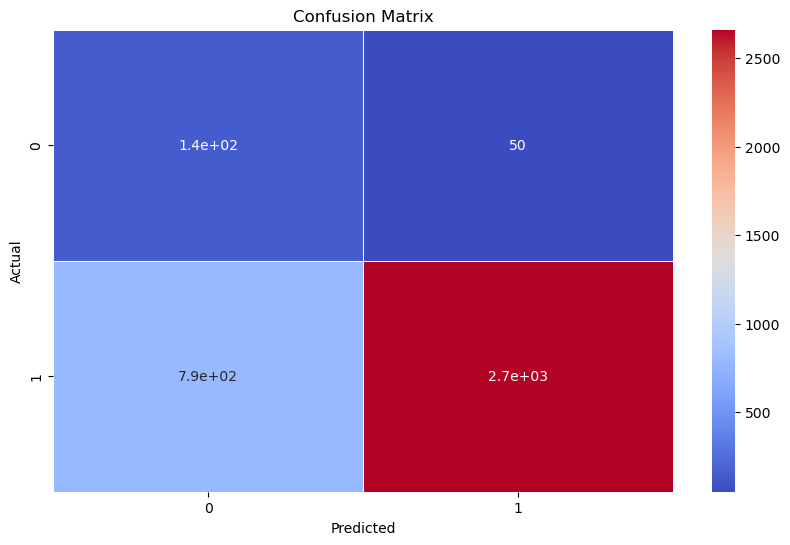 Confusion Matrix
Actual
0
1
1.4e+02
50
7.9e+02
2.7e+03
0
1
Predicted
2500
2000
1500
1000
500